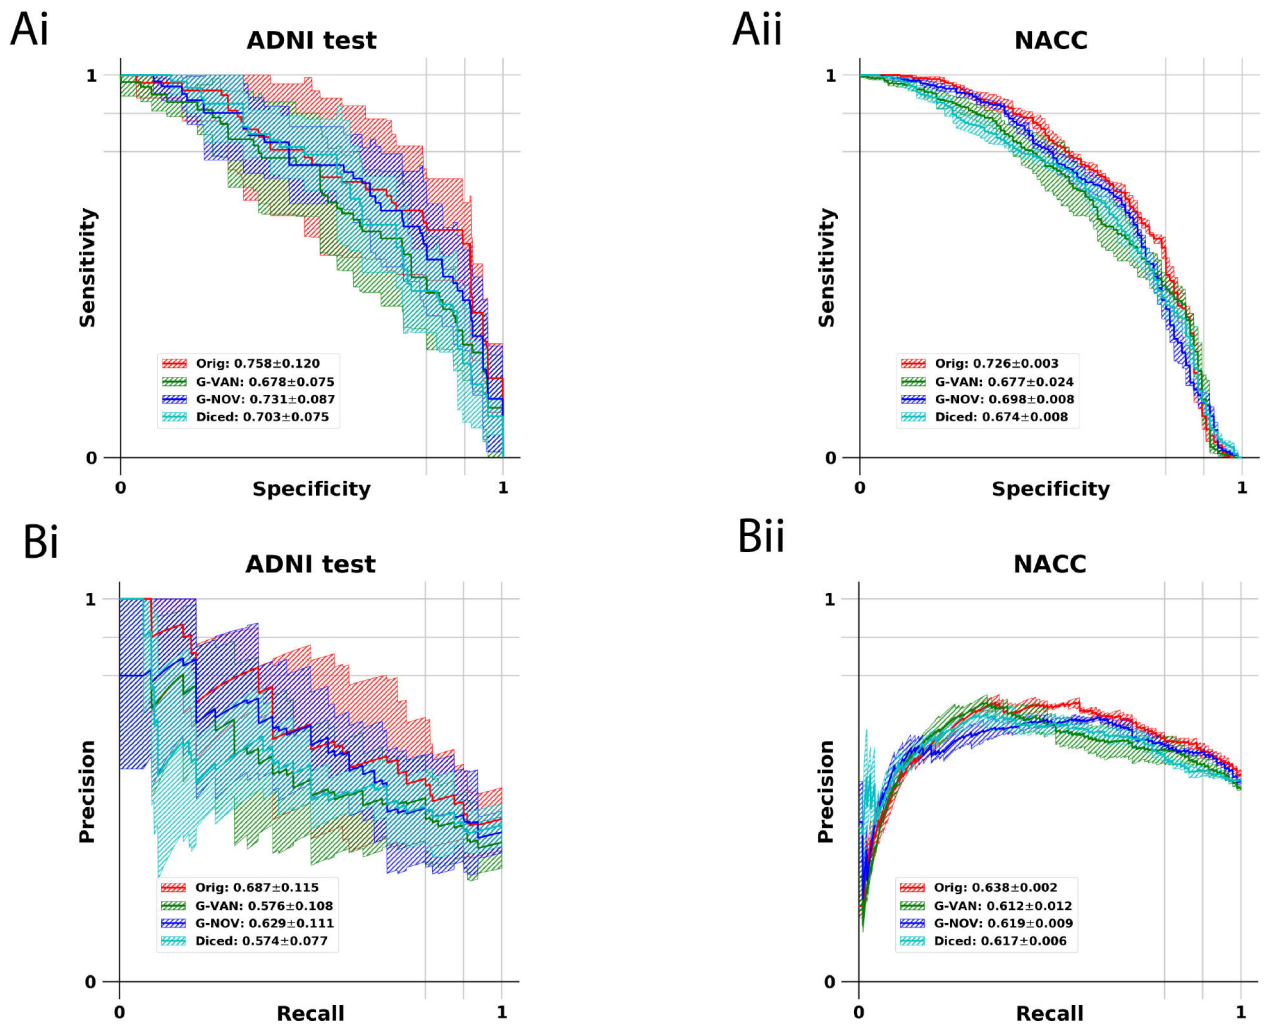 Ai
ADNI test
1
Sensitivity
Orig: 0.758±0.120
G-VAN: 0.678±0.075
G-NOV: 0.731±0.087
Diced: 0.703±0.075
0
0
Specificity
1
Aii
NACC
1
Sensitivity
Orig: 0.726±0.003
G-VAN: 0.677±0.024
G-NOV: 0.698±0.008
Diced: 0.674±0.008
0
0
Specificity
1
Bi
ADNI test
1
Precision
Orig: 0.687±0.115
G-VAN: 0.576±0.108
G-NOV: 0.629±0.111
Diced: 0.574±0.077
0
0
Recall
1
Bii
NACC
1
Precision
Orig: 0.638±0.002
G-VAN: 0.612±0.012
G-NOV: 0.619±0.009
Diced: 0.617±0.006
0
0
Recall
1